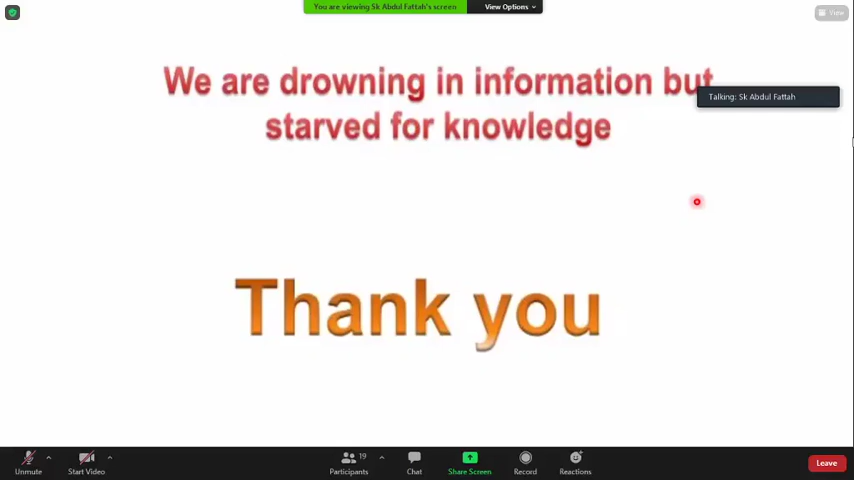 You are viewing Sk Abdul Fattah's screen
View Options
View
We are drowning in information but
Talking: Sk Abdul Fattah
starved for knowledge
Thank you
19
Unmute
Start Video
Participants
Chat
Share Screen
Record
Reactions
Leave